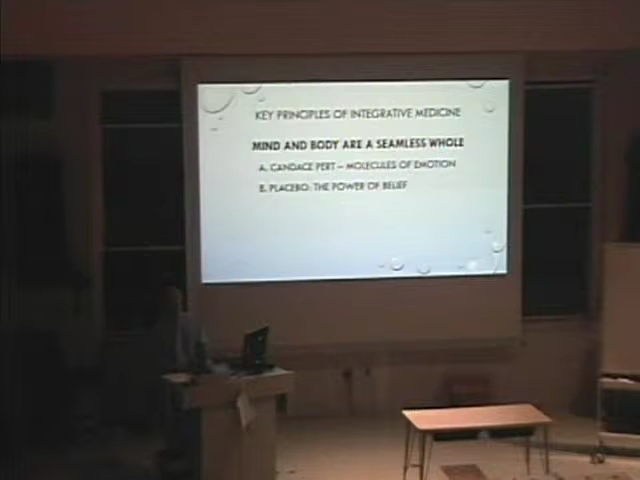 KEY PRINCIPLES OF INTEGRATIVE MEDICINE
MIND AND BODY ARE A SEAMLESS WHOLE
A. CANDACE PERT – MOLECULES OF EMOTION
B. PLACEBO: THE POWER OF BELIEF